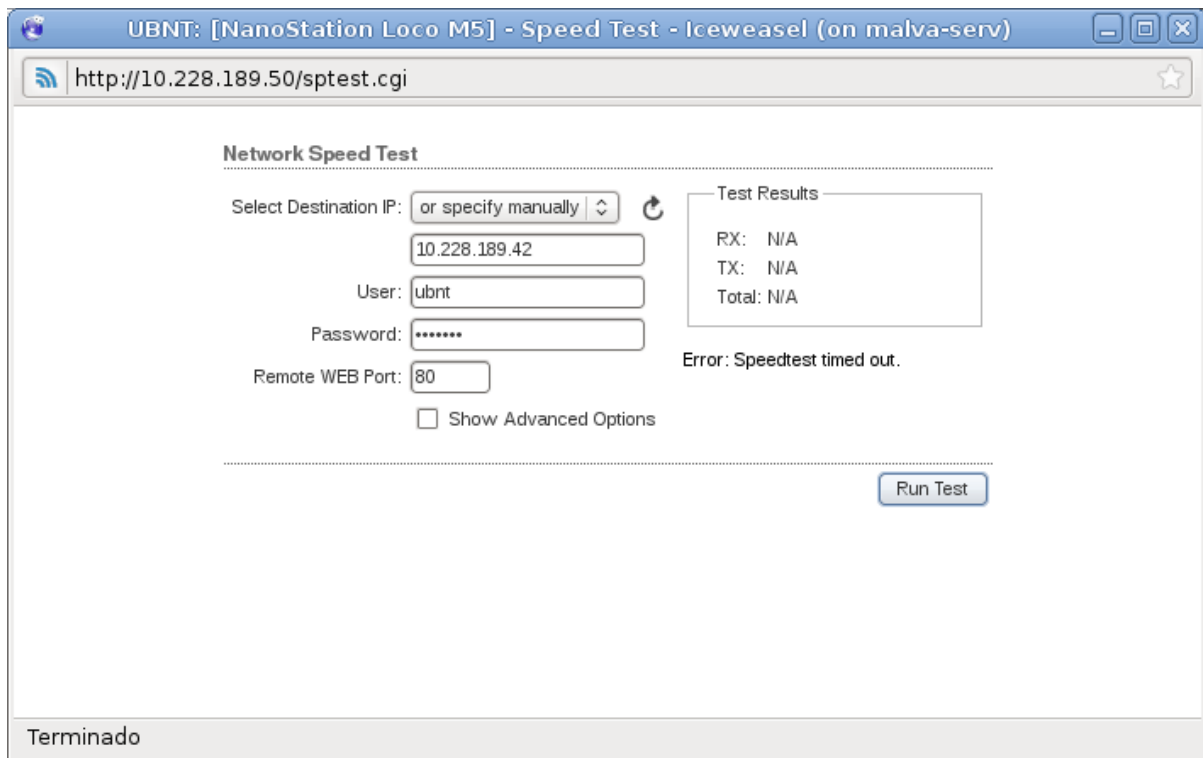 UBNT: [NanoStation Loco M5] - Speed Test - Iceweasel (on malva-serv)
http://10.228.189.50/sptest.cgi
Network Speed Test
Select Destination IP: or specify manually
10.228.189.42
User: ubnt
Password: •••••••
Remote WEB Port: 80
Show Advanced Options
Test Results
RX: N/A
TX: N/A
Total: N/A
Error: Speedtest timed out.
Run Test
Terminado